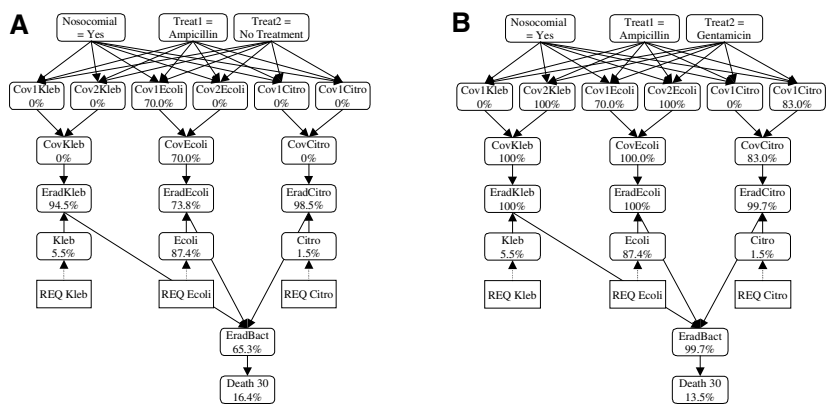 A
Nosocomial
= Yes
Treat1 =
Ampicillin
Treat2 =
No Treatment
Cov1Kleb
0%
Cov2Kleb
0%
Cov1Ecoli
70.0%
Cov2Ecoli
0%
Cov1Citro
0%
Cov1Citro
0%
CovKleb
0%
CovEcoli
70.0%
CovCitro
0%
EradKleb
94.5%
EradEcoli
73.8%
EradCitro
98.5%
Kleb
5.5%
Ecoli
87.4%
Citro
1.5%
REQ Kleb
REQ Ecoli
REQ Citro
EradBact
65.3%
Death 30
16.4%
B
Nosocomial
= Yes
Treat1 =
Ampicillin
Treat2 =
Gentamicin
Cov1Kleb
0%
Cov2Kleb
100%
Cov1Ecoli
70.0%
Cov2Ecoli
100%
Cov1Citro
0%
Cov1Citro
83.0%
CovKleb
100%
CovEcoli
100.0%
CovCitro
83.0%
EradKleb
100%
EradEcoli
100%
EradCitro
99.7%
Kleb
5.5%
Ecoli
87.4%
Citro
1.5%
REQ Kleb
REQ Ecoli
REQ Citro
EradBact
99.7%
Death 30
13.5%